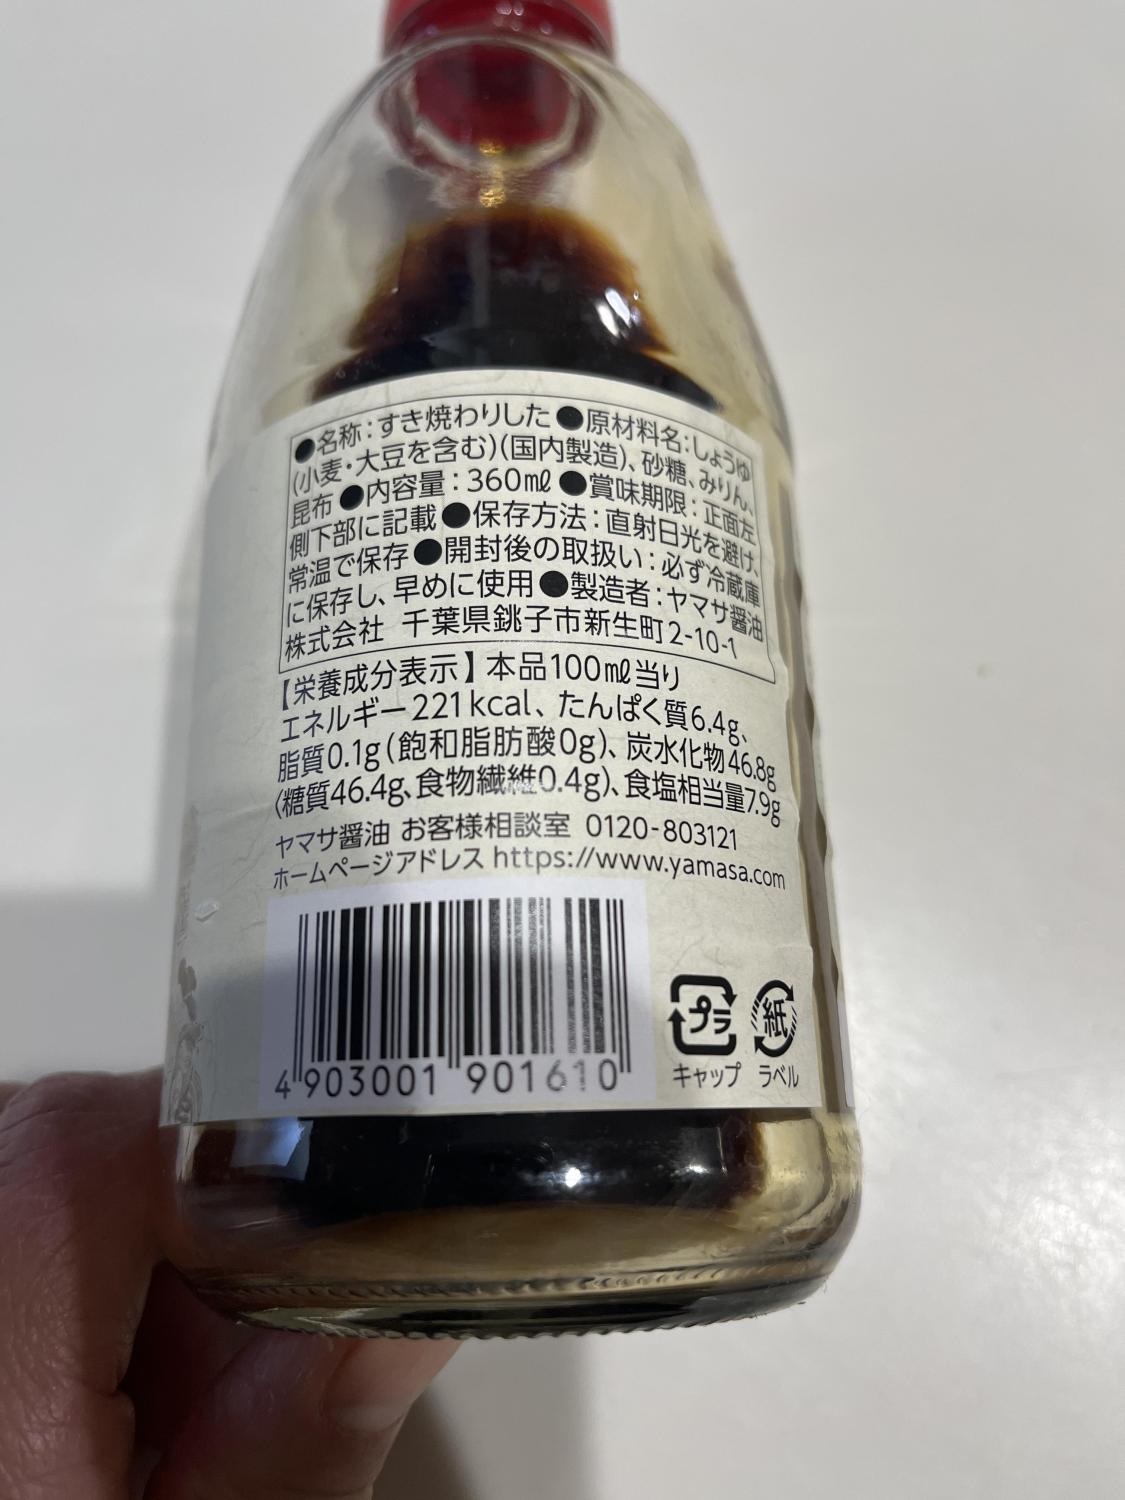 ●名称:すき焼わりした●原材料名:しょうゆ
(小麦・大豆を含む)(国内製造)、砂糖、みりん、
昆布●内容量:360㎖●賞味期限:正面左
側下部に記載●保存方法:直射日光を避け、
常温で保存●開封後の取扱い:必ず冷蔵庫
に保存し、早めに使用●製造者:ヤマサ醤油
株式会社 千葉県銚子市新生町2-10-1
【栄養成分表示】本品100㎖当り
エネルギー221kcal、たんぱく質6.4g、
脂質0.1g(飽和脂肪酸0g)、炭水化物46.8g
(糖質46.4g、食物繊維0.4g)、食塩相当量7.9g
ヤマサ醤油 お客様相談室 0120-803121
ホームページアドレス https://www.yamasa.com
4 903001 901610
プラ
キャップ
紙
ラベル